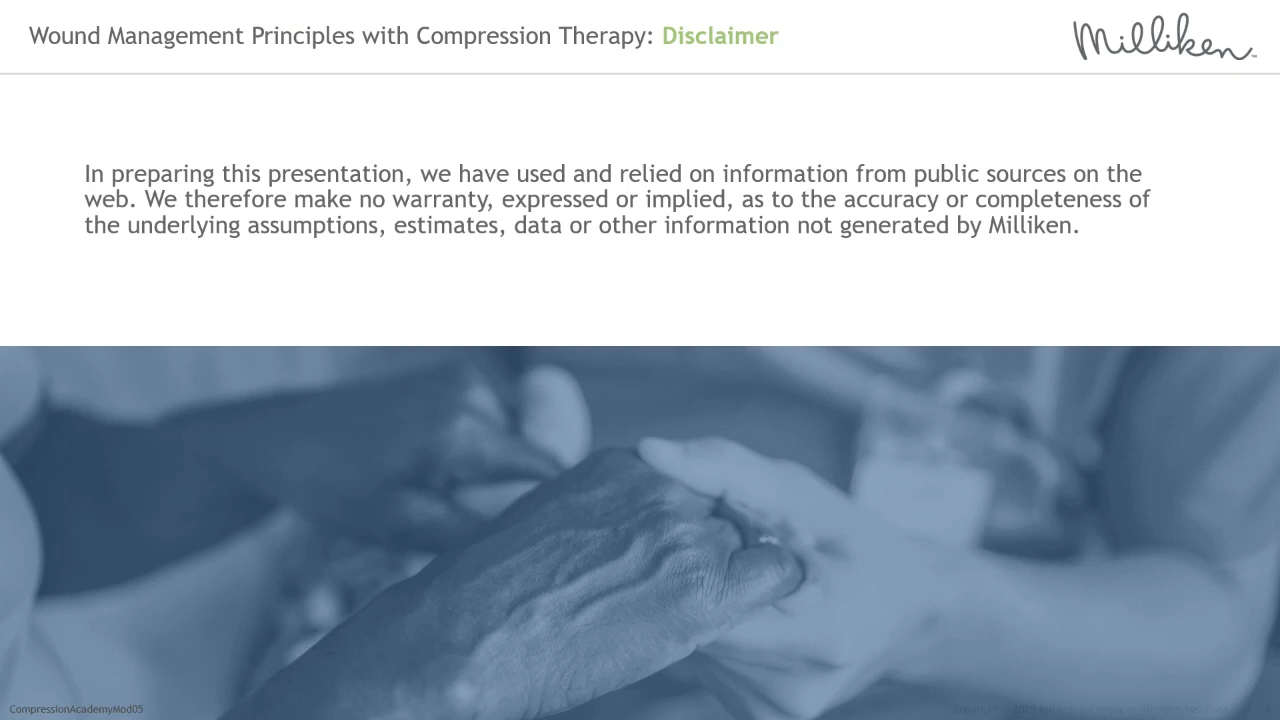 Wound Management Principles with Compression Therapy: Disclaimer
Milliken™
In preparing this presentation, we have used and relied on information from public sources on the
web. We therefore make no warranty, expressed or implied, as to the accuracy or completeness of
the underlying assumptions, estimates, data or other information not generated by Milliken.
CompressionAcademyMod05